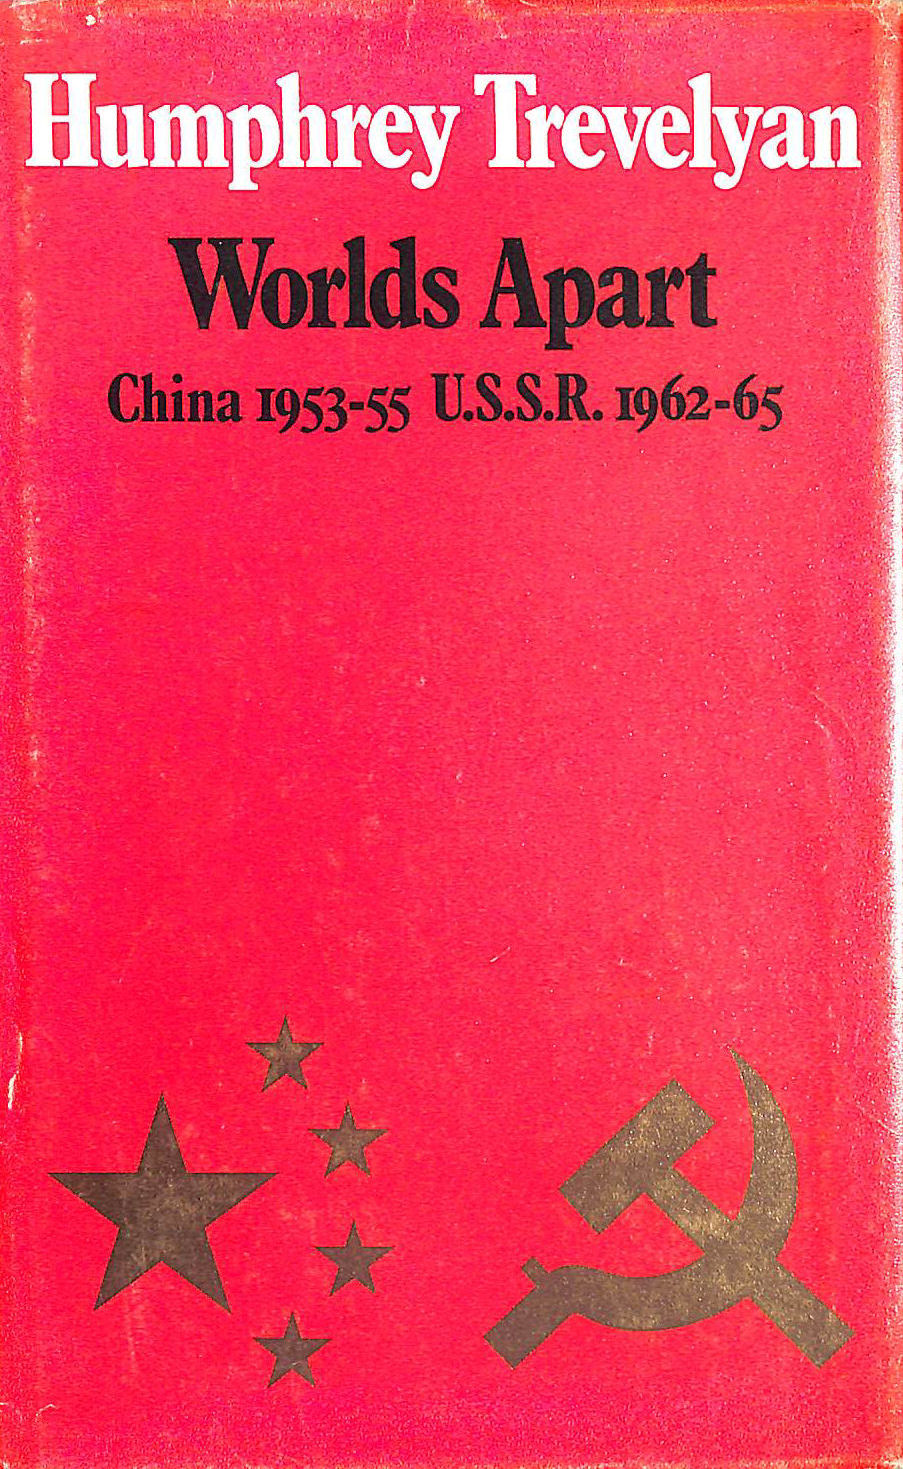 Humphrey Trevelyan
Worlds Apart
China 1953-55 U.S.S.R. 1962-65